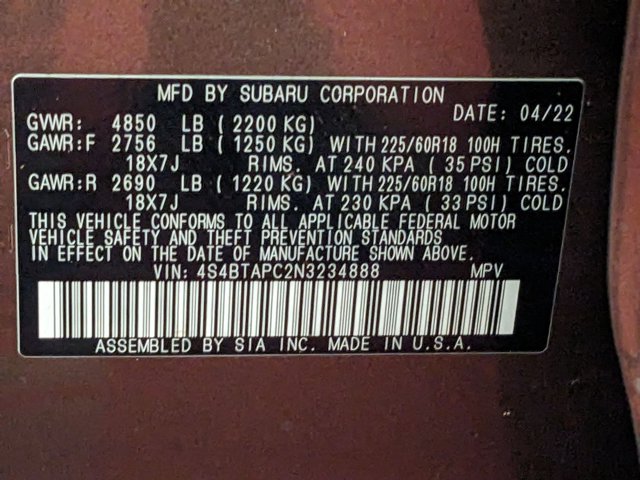 MFD BY SUBARU CORPORATION
DATE: 04/22
GVWR: 4850 LB (2200 KG)
GAWR:F 2756 LB (1250 KG) WITH 225/60R18 100H TIRES.
18X7J RIMS. AT 240 KPA (35 PSI) COLD
GAWR:R 2690 LB (1220 KG) WITH 225/60R18 100H TIRES.
18X7J RIMS. AT 230 KPA (33 PSI) COLD
THIS VEHICLE CONFORMS TO ALL APPLICABLE FEDERAL MOTOR
VEHICLE SAFETY AND THEFT PREVENTION STANDARDS
IN EFFECT ON THE DATE OF MANUFACTURE SHOWN ABOVE.
VIN: 4S4BTAPC2N3234888 MPV
ASSEMBLED BY SIA INC. MADE IN U.S.A.